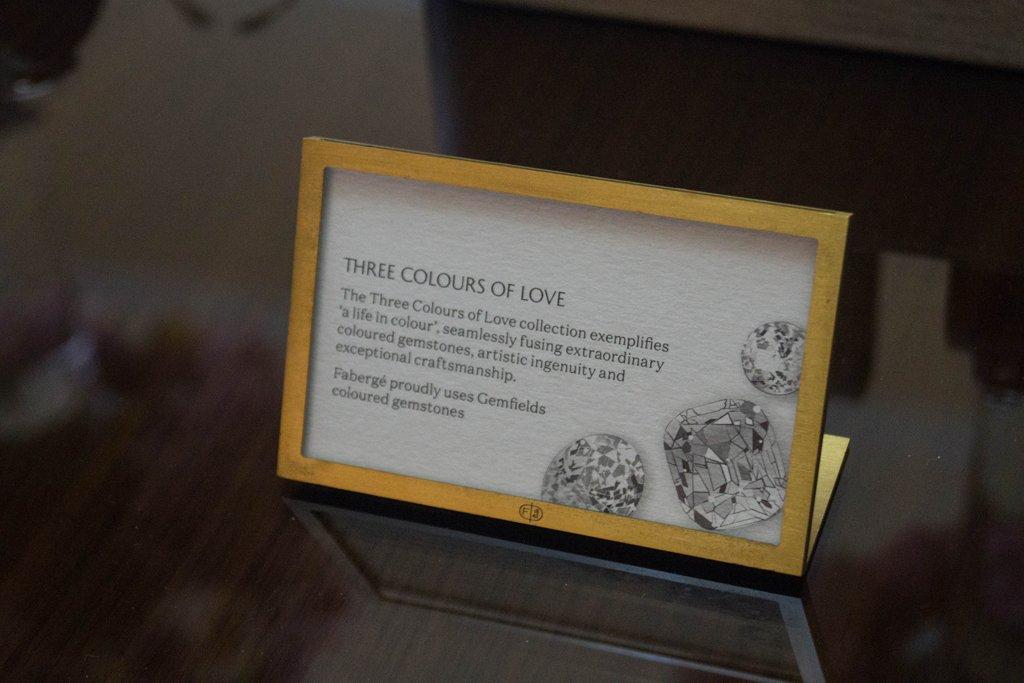 THREE COLOURS OF LOVE
The Three Colours of Love collection exemplifies
'a life in colour', seamlessly fusing extraordinary
coloured gemstones, artistic ingenuity and
exceptional craftsmanship.
Fabergé proudly uses Gemfields
coloured gemstones